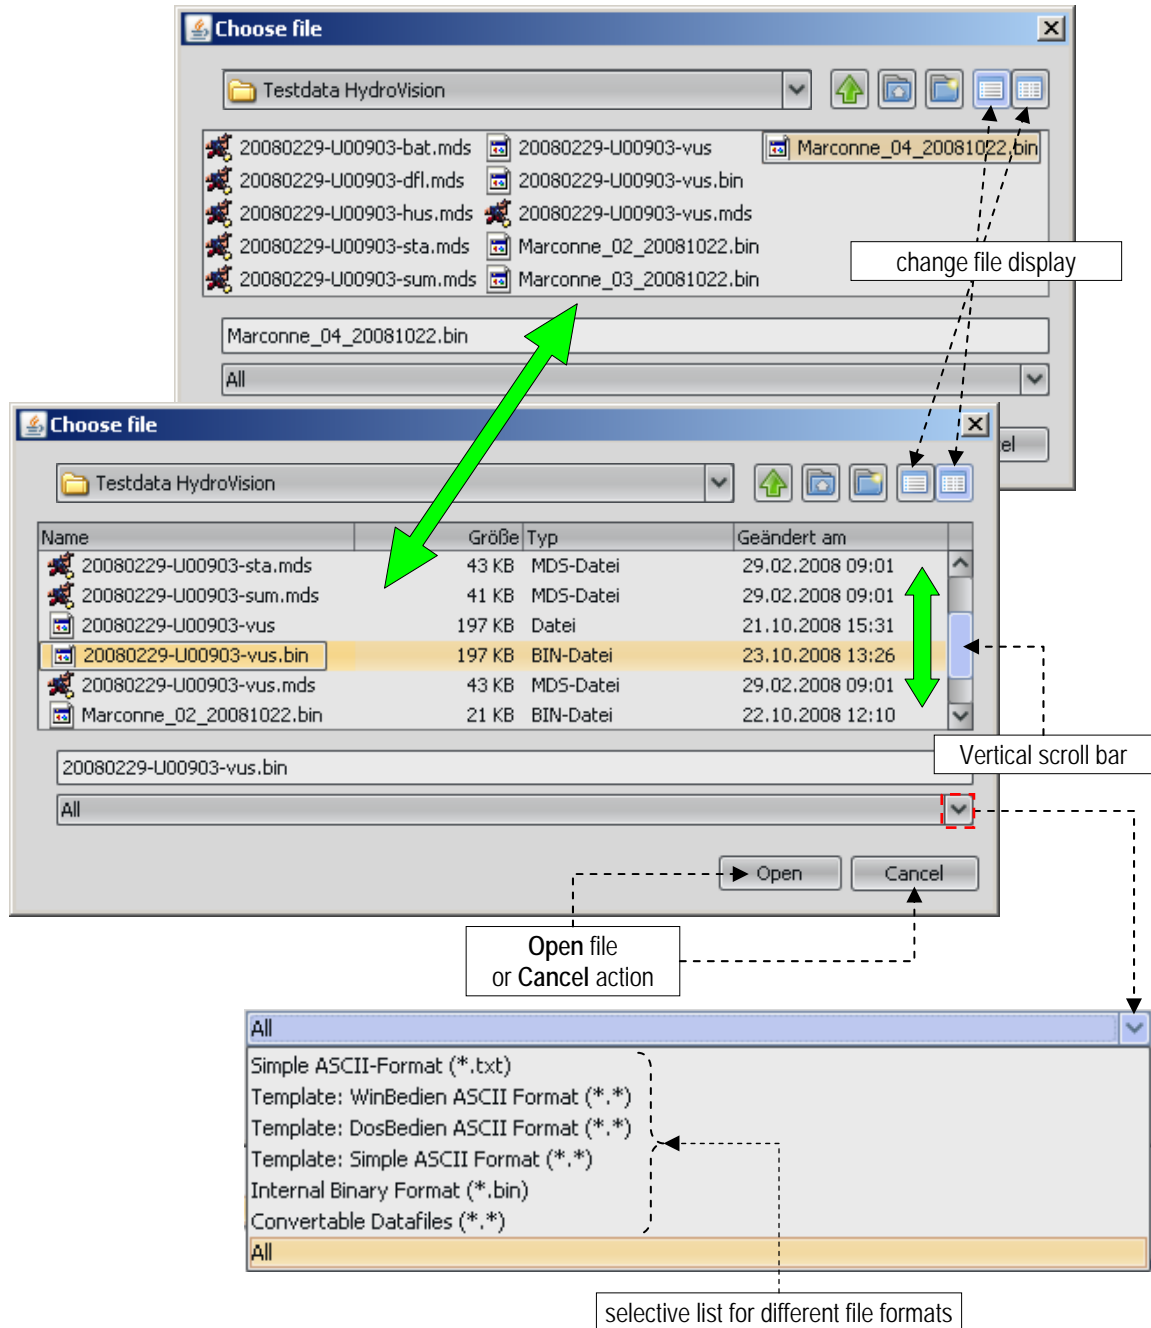 Choose file
Testdata HydroVision
20080229-U00903-bat.mds 20080229-U00903-vus Marconne_04_20081022.bin
20080229-U00903-dfl.mds 20080229-U00903-vus.bin
20080229-U00903-hus.mds 20080229-U00903-vus.mds
20080229-U00903-sta.mds Marconne_02_20081022.bin
20080229-U00903-sum.mds Marconne_03_20081022.bin
change file display
Marconne_04_20081022.bin
All
el
Choose file
Testdata HydroVision
Name Größe Typ Geändert am
20080229-U00903-sta.mds 43 KB MDS-Datei 29.02.2008 09:01
20080229-U00903-sum.mds 41 KB MDS-Datei 29.02.2008 09:01
20080229-U00903-vus 197 KB Datei 21.10.2008 15:31
20080229-U00903-vus.bin 197 KB BIN-Datei 23.10.2008 13:26
20080229-U00903-vus.mds 43 KB MDS-Datei 29.02.2008 09:01
Marconne_02_20081022.bin 21 KB BIN-Datei 22.10.2008 12:10
Vertical scroll bar
20080229-U00903-vus.bin
All
Open Cancel
Open file
or Cancel action
All
Simple ASCII-Format (*.txt)
Template: WinBedien ASCII Format (*.*)
Template: DosBedien ASCII Format (*.*)
Template: Simple ASCII Format (*.*)
Internal Binary Format (*.bin)
Convertable Datafiles (*.*)
All
selective list for different file formats